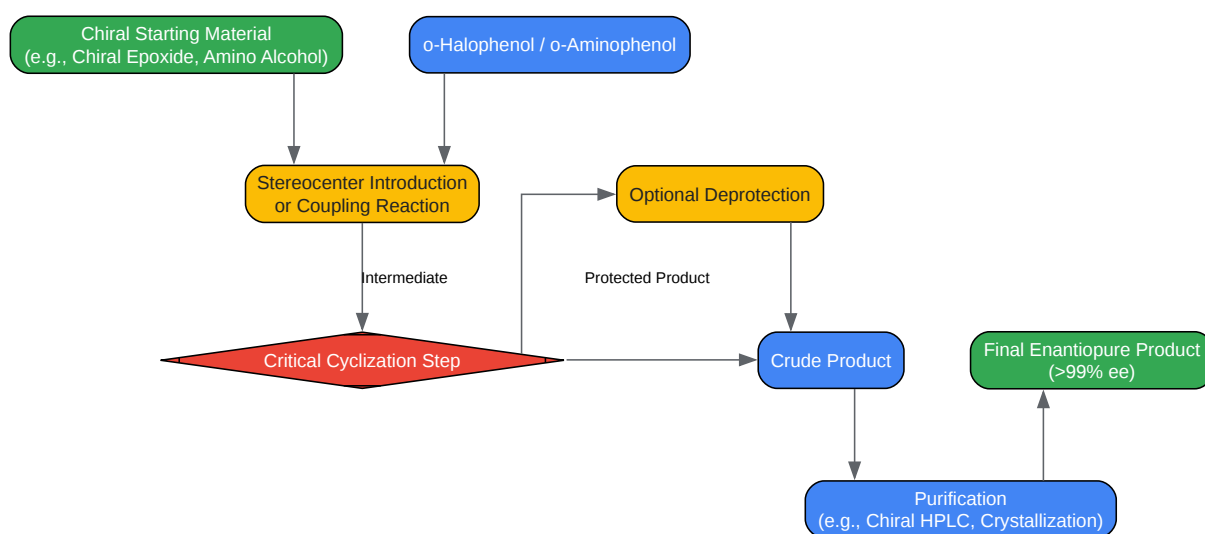 Chiral Starting Material
(e.g., Chiral Epoxide, Amino Alcohol)
o-Halophenol / o-Aminophenol
Stereocenter Introduction
or Coupling Reaction
Optional Deprotection
Intermediate
Protected Product
Critical Cyclization Step
Crude Product
Final Enantiopure Product
(>99% ee)
Purification
(e.g., Chiral HPLC, Crystallization)